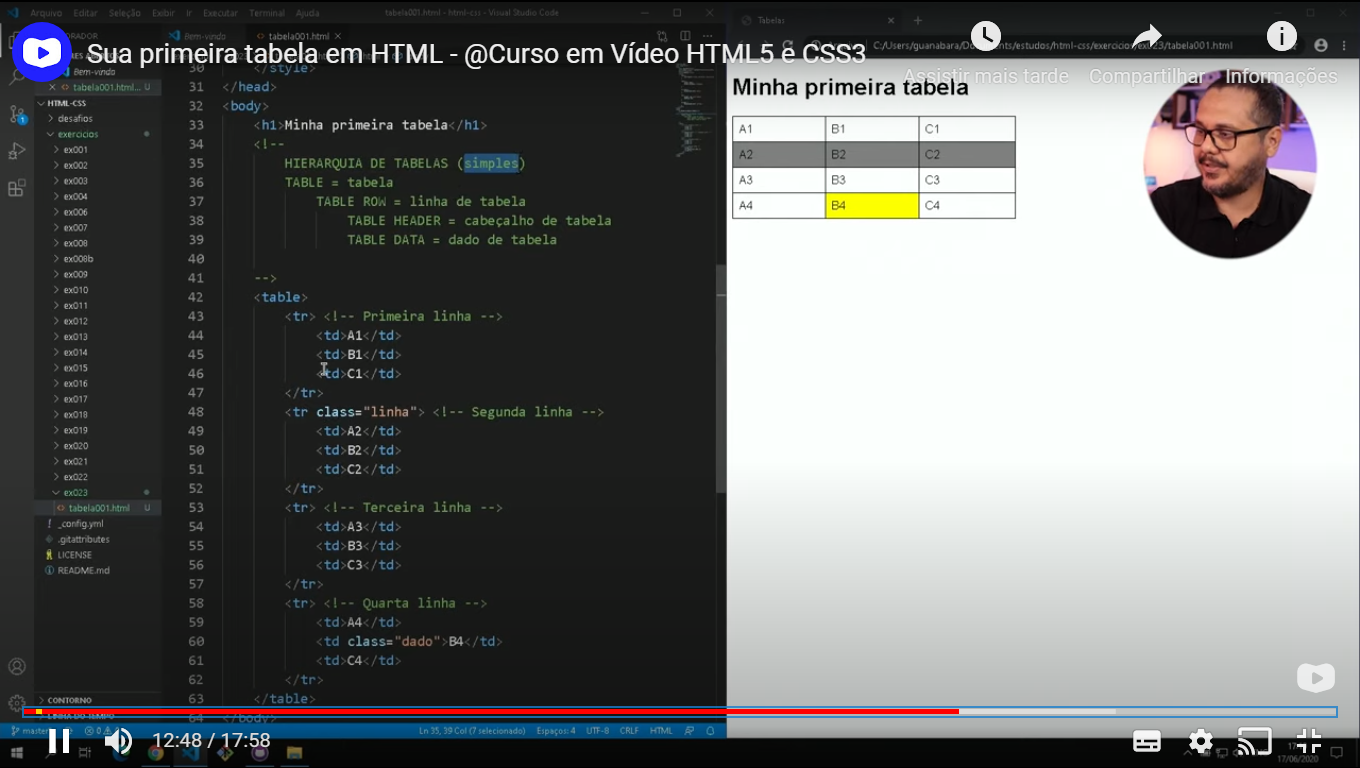 Arquivo Editar Seleção Exibir Ir Executar Terminal Ajuda
tabela001.html - html-css - Visual Studio Code
Tabelas
Bem-vindo
tabela001.html
C:/Users/guanabara/Documents/estudos/html-css/exercicios/ex023/tabela001.html
Sua primeira tabela em HTML - @Curso em Vídeo HTML5 e CSS3
Assistir mais tarde Compartilhar Informações
Bem-vindo
tabela001.html... U
HTML-CSS
desafios
exercicios
ex001
ex002
ex003
ex004
ex006
ex007
ex008
ex008b
ex009
ex010
ex011
ex012
ex013
ex014
ex015
ex016
ex017
ex018
ex019
ex020
ex021
ex022
ex023
tabela001.html U
_config.yml
.gitattributes
LICENSE
README.md
CONTORNO
LINHA DO TEMPO
30 </style>
31 </head>
32 <body>
33 <h1>Minha primeira tabela</h1>
34 <!--
35 HIERARQUIA DE TABELAS (simples)
36 TABLE = tabela
37 TABLE ROW = linha de tabela
38 TABLE HEADER = cabeçalho de tabela
39 TABLE DATA = dado de tabela
40
41 -->
42 <table>
43 <tr> <!-- Primeira linha -->
44 <td>A1</td>
45 <td>B1</td>
46 <td>C1</td>
47 </tr>
48 <tr class="linha"> <!-- Segunda linha -->
49 <td>A2</td>
50 <td>B2</td>
51 <td>C2</td>
52 </tr>
53 <tr> <!-- Terceira linha -->
54 <td>A3</td>
55 <td>B3</td>
56 <td>C3</td>
57 </tr>
58 <tr> <!-- Quarta linha -->
59 <td>A4</td>
60 <td class="dado">B4</td>
61 <td>C4</td>
62 </tr>
63 </table>
64 </body>
Minha primeira tabela
A1 B1 C1
A2 B2 C2
A3 B3 C3
A4 B4 C4
Ln 35, 39 Col (7 selecionado) Espaços: 4 UTF-8 CRLF HTML
12:48 / 17:58
17/06/2020